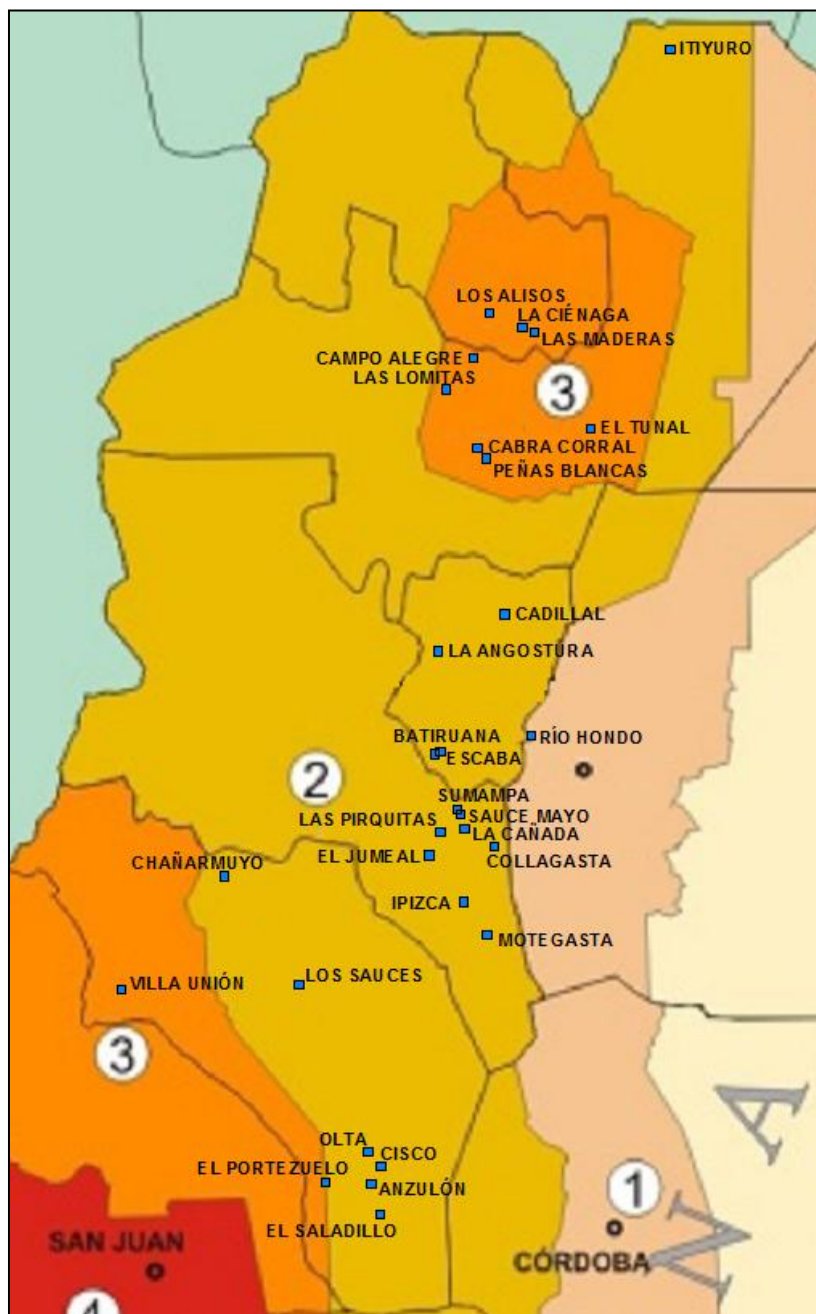 ITIYURO
LOS ALISOS
LA CIÉNAGA
LAS MADERAS
CAMPO ALEGRE
LAS LOMITAS
3
EL TUNAL
CABRA CORRAL
PEÑAS BLANCAS
CADILLAL
LA ANGOSTURA
BATIRUANA
RÍO HONDO
ESCABA
2
SUMAMPA
LAS PIRQUITAS
SAUCE MAYO
LA CAÑADA
EL JUMEAL
COLLAGASTA
CHAÑARMUYO
IPIZCA
MOTEGASTA
VILLA UNIÓN
LOS SAUCES
3
A
OLTA
CISCO
EL PORTEZUELO
ANZULÓN
1
EL SALADILLO
N
SAN JUAN
CÓRDOBA
4